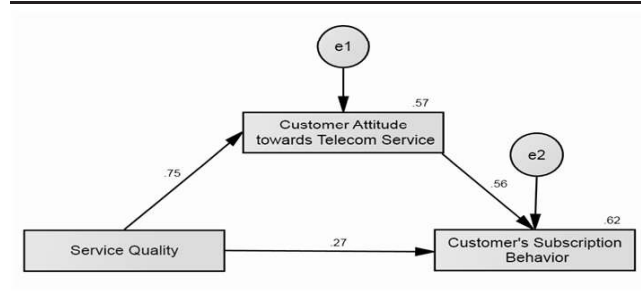 e1
.57
Customer Attitude
towards Telecom Service
e2
.75
.56
.62
Service Quality
.27
Customer's Subscription
Behavior